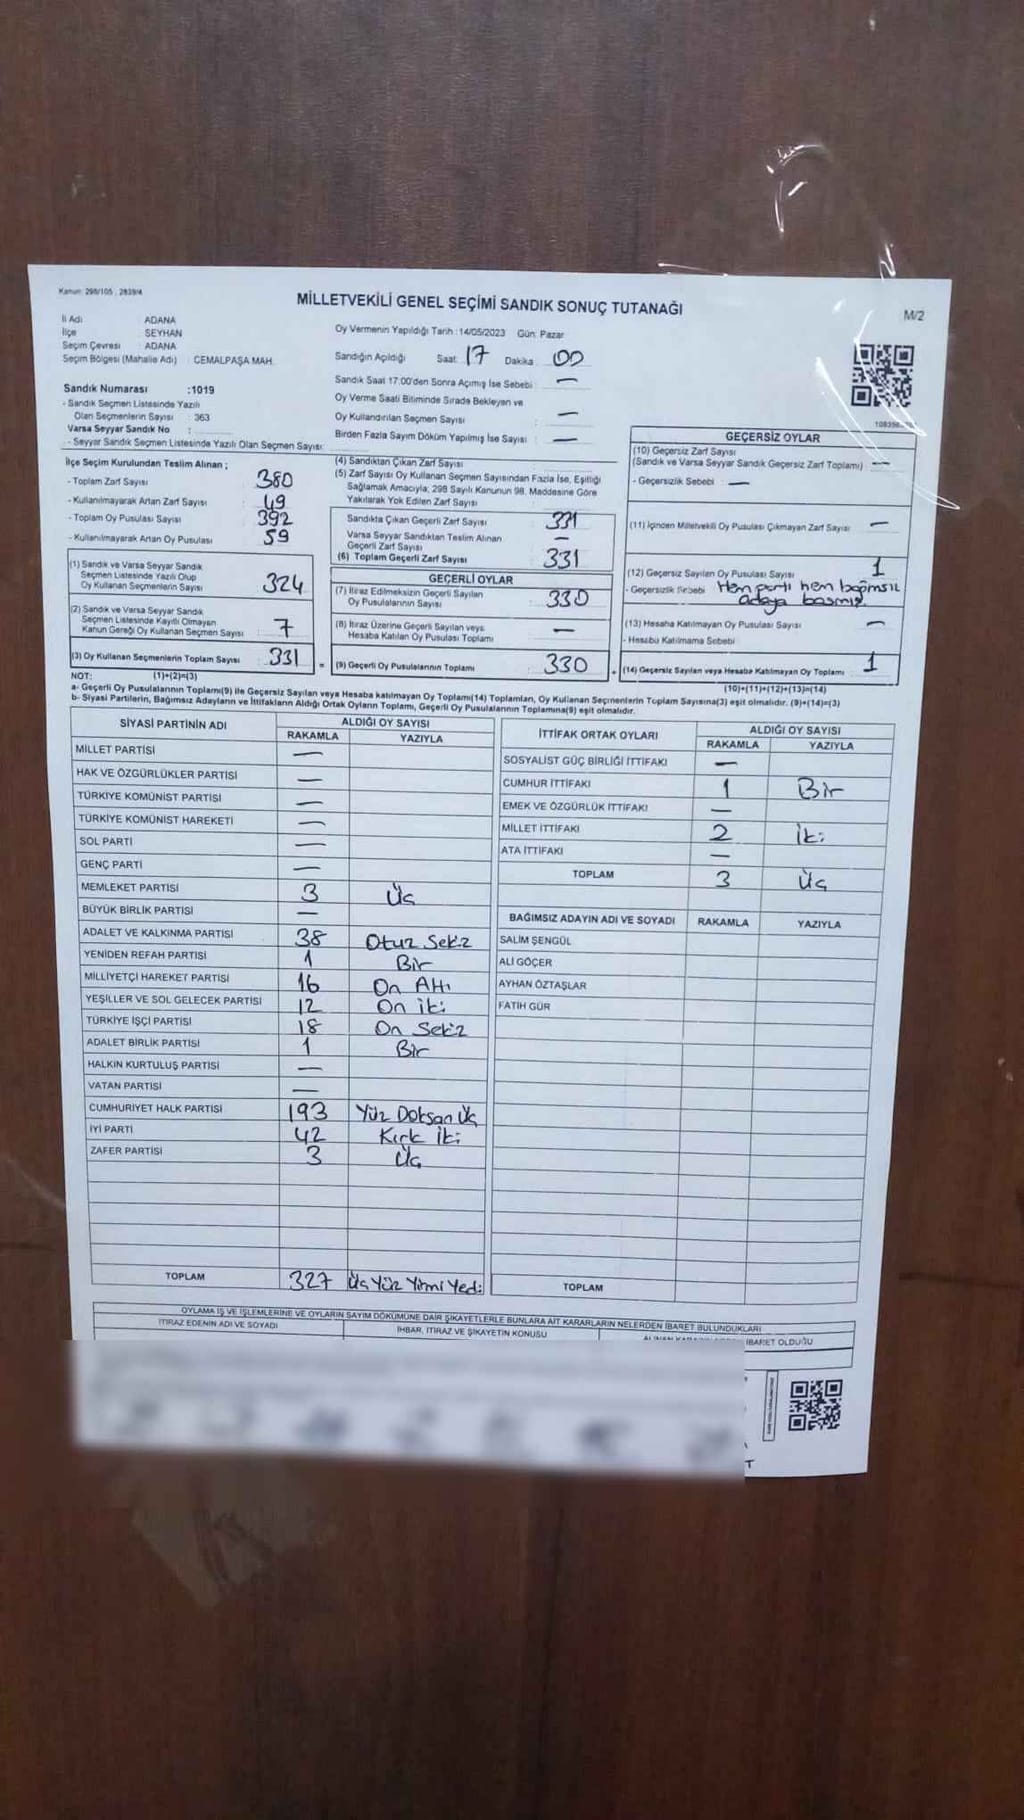 Kanun: 298/105, 2839/4
MİLLETVEKİLİ GENEL SEÇİMİ SANDIK SONUÇ TUTANAĞI
M/2
İl Adı ADANA
İlçe SEYHAN
Seçim Çevresi ADANA
Seçim Bölgesi (Mahalle Adı) CEMALPAŞA MAH.
Oy Vermenin Yapıldığı Tarih :14/05/2023 Gün: Pazar
Sandığın Açıldığı Saat: 17 Dakika 00
Sandık Saat 17.00'den Sonra Açımış İse Sebebi : —
Oy Verme Saati Bitiminde Sırada Bekleyen ve
Oy Kullandırılan Seçmen Sayısı : —
Birden Fazla Sayım Döküm Yapılmış İse Sayısı : —
Sandık Numarası :1019
- Sandık Seçmen Listesinde Yazılı
Olan Seçmenlerin Sayısı : 363
Varsa Seyyar Sandık No :
- Seyyar Sandık Seçmen Listesinde Yazılı Olan Seçmen Sayısı:
İlçe Seçim Kurulundan Teslim Alınan ;
- Toplam Zarf Sayısı 380
- Kullanılmayarak Artan Zarf Sayısı 49
- Toplam Oy Pusulası Sayısı 392
- Kullanılmayarak Artan Oy Pusulası 59
(1) Sandık ve Varsa Seyyar Sandık
Seçmen Listesinde Yazılı Olup
Oy Kullanan Seçmenlerin Sayısı 324
(2) Sandık ve Varsa Seyyar Sandık
Seçmen Listesinde Kayıtlı Olmayan
Kanun Gereği Oy Kullanan Seçmen Sayısı 7
(3) Oy Kullanan Seçmenlerin Toplam Sayısı 331
(4) Sandıktan Çıkan Zarf Sayısı
(5) Zarf Sayısı Oy Kullanan Seçmen Sayısından Fazla İse, Eşitliği
Sağlamak Amacıyla; 298 Sayılı Kanunun 98. Maddesine Göre
Yakılarak Yok Edilen Zarf Sayısı
Sandıkta Çıkan Geçerli Zarf Sayısı 331
Varsa Seyyar Sandıktan Teslim Alınan
Geçerli Zarf Sayısı —
(6) Toplam Geçerli Zarf Sayısı 331
GEÇERLİ OYLAR
(7) İtiraz Edilmeksizin Geçerli Sayılan
Oy Pusulalarının Sayısı 330
(8) İtiraz Üzerine Geçerli Sayılan veya
Hesaba Katılan Oy Pusulası Toplamı —
= (9) Geçerli Oy Pusulalarının Toplamı 330
GEÇERSİZ OYLAR
(10) Geçersiz Zarf Sayısı
(Sandık ve Varsa Seyyar Sandık Geçersiz Zarf Toplamı) —
- Geçersizlik Sebebi : —
(11) İçinden Milletvekili Oy Pusulası Çıkmayan Zarf Sayısı —
(12) Geçersiz Sayılan Oy Pusulası Sayısı 1
- Geçersizlik Sebebi Hem parti hem bağımsız
adaya basmış.
(13) Hesaba Katılmayan Oy Pusulası Sayısı —
- Hesaba Katılmama Sebebi
(14) Geçersiz Sayılan veya Hesaba Katılmayan Oy Toplamı 1
NOT: (1)+(2)=(3) (10)+(11)+(12)+(13)=(14)
a- Geçerli Oy Pusulalarının Toplamı(9) ile Geçersiz Sayılan veya Hesaba katılmayan Oy Toplamı(14) Toplamları, Oy Kullanan Seçmenlerin Toplam Sayısına(3) eşit olmalıdır. (9)+(14)=(3)
b- Siyasi Partilerin, Bağımsız Adayların ve İttifakların Aldığı Ortak Oyların Toplamı, Geçerli Oy Pusulalarının Toplamına(9) eşit olmalıdır.
SİYASİ PARTİNİN ADI ALDIĞI OY SAYISI
RAKAMLA YAZIYLA
MİLLET PARTİSİ —
HAK VE ÖZGÜRLÜKLER PARTİSİ —
TÜRKİYE KOMÜNİST PARTİSİ —
TÜRKİYE KOMÜNİST HAREKETİ —
SOL PARTİ —
GENÇ PARTİ —
MEMLEKET PARTİSİ 3 Üç
BÜYÜK BİRLİK PARTİSİ —
ADALET VE KALKINMA PARTİSİ 38 Otuz Sekiz
YENİDEN REFAH PARTİSİ 1 Bir
MİLLİYETÇİ HAREKET PARTİSİ 16 On Altı
YEŞİLLER VE SOL GELECEK PARTİSİ 12 On iki
TÜRKİYE İŞÇİ PARTİSİ 18 On Sekiz
ADALET BİRLİK PARTİSİ 1 Bir
HALKIN KURTULUŞ PARTİSİ —
VATAN PARTİSİ —
CUMHURİYET HALK PARTİSİ 193 Yüz Doksan Üç
İYİ PARTİ 42 Kırk iki
ZAFER PARTİSİ 3 Üç
TOPLAM 327 Üç Yüz Yirmi Yedi
İTTİFAK ORTAK OYLARI ALDIĞI OY SAYISI
RAKAMLA YAZIYLA
SOSYALİST GÜÇ BİRLİĞİ İTTİFAKI —
CUMHUR İTTİFAKI 1 Bir
EMEK VE ÖZGÜRLÜK İTTİFAKI —
MİLLET İTTİFAKI 2 iki
ATA İTTİFAKI —
TOPLAM 3 Üç
BAĞIMSIZ ADAYIN ADI VE SOYADI RAKAMLA YAZIYLA
SALİM ŞENGÜL
ALİ GÖÇER
AYHAN ÖZTAŞLAR
FATİH GÜR
TOPLAM
OYLAMA İŞ VE İŞLEMLERİNE VE OYLARIN SAYIM DÖKÜMÜNE DAİR ŞİKAYETLERLE BUNLARA AİT KARARLARIN NELERDEN İBARET BULUNDUKLARI
İTİRAZ EDENİN ADI VE SOYADI İHBAR, İTİRAZ VE ŞİKAYETİN KONUSU İBARET OLDUĞU